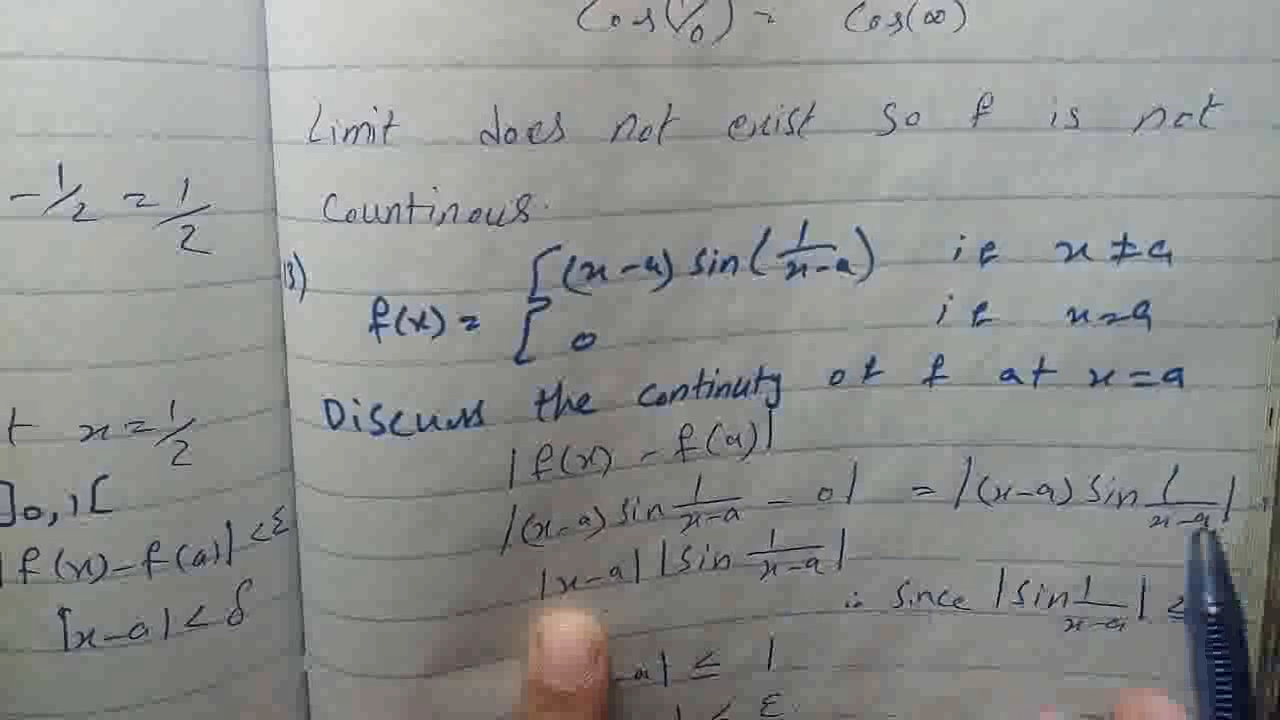 Cos(1/0) = Cos(∞)
Limit does not exist so f is not
Countinous.
-1/2 = 1/2
13)
f(x) = [(x-a) sin(1/x-a) if x≠a
[ 0 if x=a
Discuss the continuty of f at x=a
t x = 1/2
|f(x) - f(a)|
]0,1[
|(x-a) sin 1/x-a - 0| = |(x-a) sin 1/x-a|
|f(x)-f(a)| <ε
|x-a| |sin 1/x-a|
|x-a| < δ
∵ since |sin 1/x-a| ≤
-a| ≤ 1
≤ ε